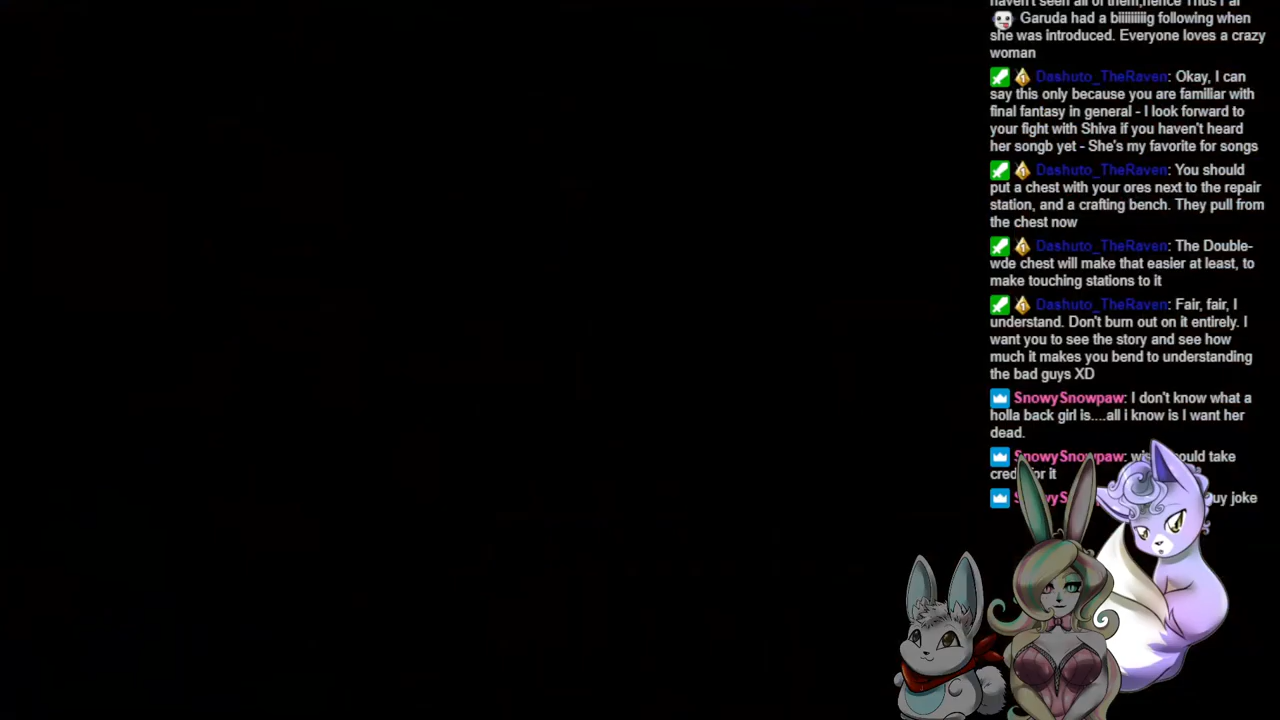 Garuda had a biiiiiiiiig following when
she was introduced. Everyone loves a crazy
woman
Dashuto_TheRaven: Okay, I can
say this only because you are familiar with
final fantasy in general - I look forward to
your fight with Shiva if you haven't heard
her songb yet - She's my favorite for songs
Dashuto_TheRaven: You should
put a chest with your ores next to the repair
station, and a crafting bench. They pull from
the chest now
Dashuto_TheRaven: The Double-
wde chest will make that easier at least, to
make touching stations to it
Dashuto_TheRaven: Fair, fair, I
understand. Don't burn out on it entirely. I
want you to see the story and see how
much it makes you bend to understanding
the bad guys XD
SnowySnowpaw: I don't know what a
holla back girl is....all i know is I want her
dead.
SnowySnowpaw: take
it
joke